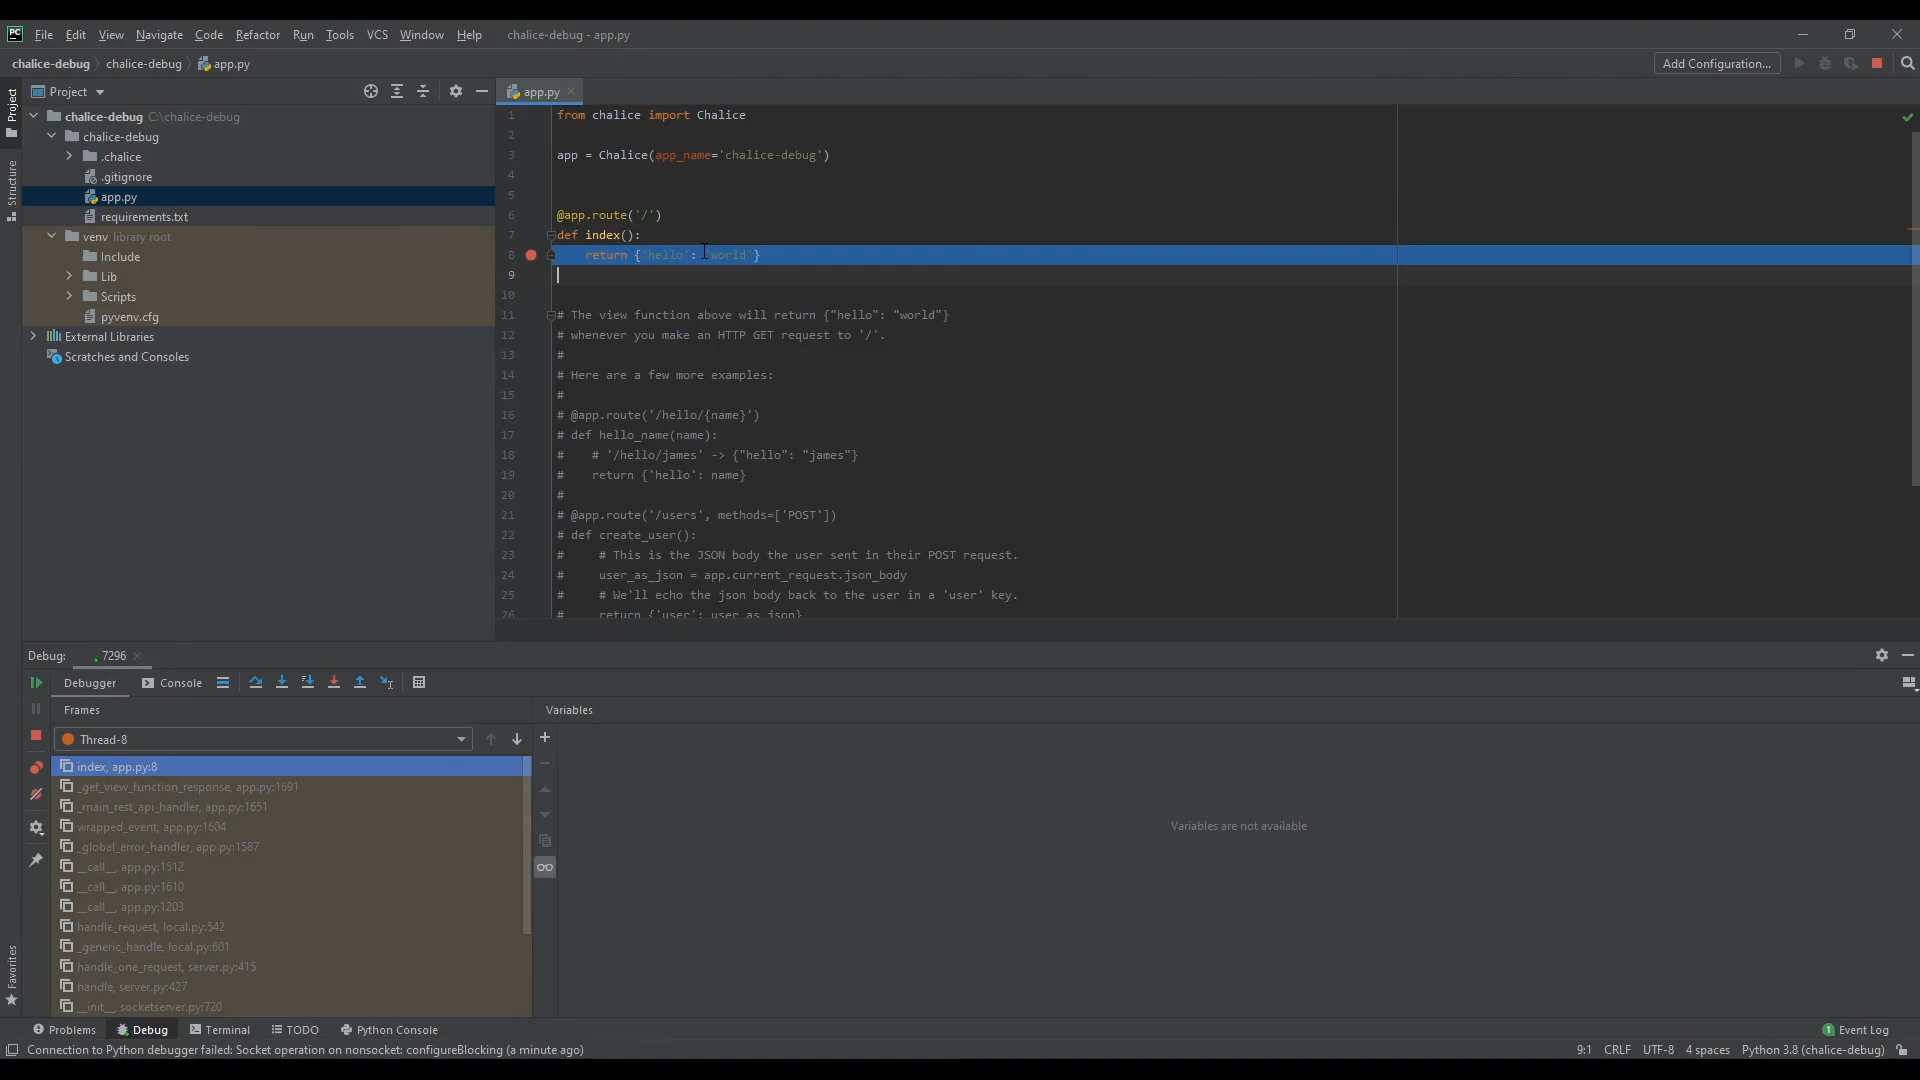 PC File Edit View Navigate Code Refactor Run Tools VCS Window Help chalice-debug - app.py
chalice-debug chalice-debug app.py Add Configuration...
Project
app.py
chalice-debug C:\chalice-debug
chalice-debug
.chalice
.gitignore
app.py
requirements.txt
venv library root
Include
Lib
Scripts
pyvenv.cfg
External Libraries
Scratches and Consoles
Project
Structure
Favorites
1 from chalice import Chalice
2
3 app = Chalice(app_name='chalice-debug')
4
5
6 @app.route('/')
7 def index():
8 return {'hello': 'world'}
9
10
11 # The view function above will return {"hello": "world"}
12 # whenever you make an HTTP GET request to '/'.
13 #
14 # Here are a few more examples:
15 #
16 # @app.route('/hello/{name}')
17 # def hello_name(name):
18 # # '/hello/james' -> {"hello": "james"}
19 # return {'hello': name}
20 #
21 # @app.route('/users', methods=['POST'])
22 # def create_user():
23 # # This is the JSON body the user sent in their POST request.
24 # user_as_json = app.current_request.json_body
25 # # We'll echo the json body back to the user in a 'user' key.
26 # return {'user': user_as_json}
Debug: 7296
Debugger Console
Frames Variables
Thread-8
index, app.py:8
_get_view_function_response, app.py:1691
_main_rest_api_handler, app.py:1651
wrapped_event, app.py:1604
_global_error_handler, app.py:1587
__call__, app.py:1512
__call__, app.py:1610
__call__, app.py:1203
handle_request, local.py:542
_generic_handle, local.py:601
handle_one_request, server.py:415
handle, server.py:427
__init__, socketserver.py:720
Variables are not available
Problems Debug Terminal TODO Python Console 1 Event Log
Connection to Python debugger failed: Socket operation on nonsocket: configureBlocking (a minute ago) 9:1 CRLF UTF-8 4 spaces Python 3.8 (chalice-debug)